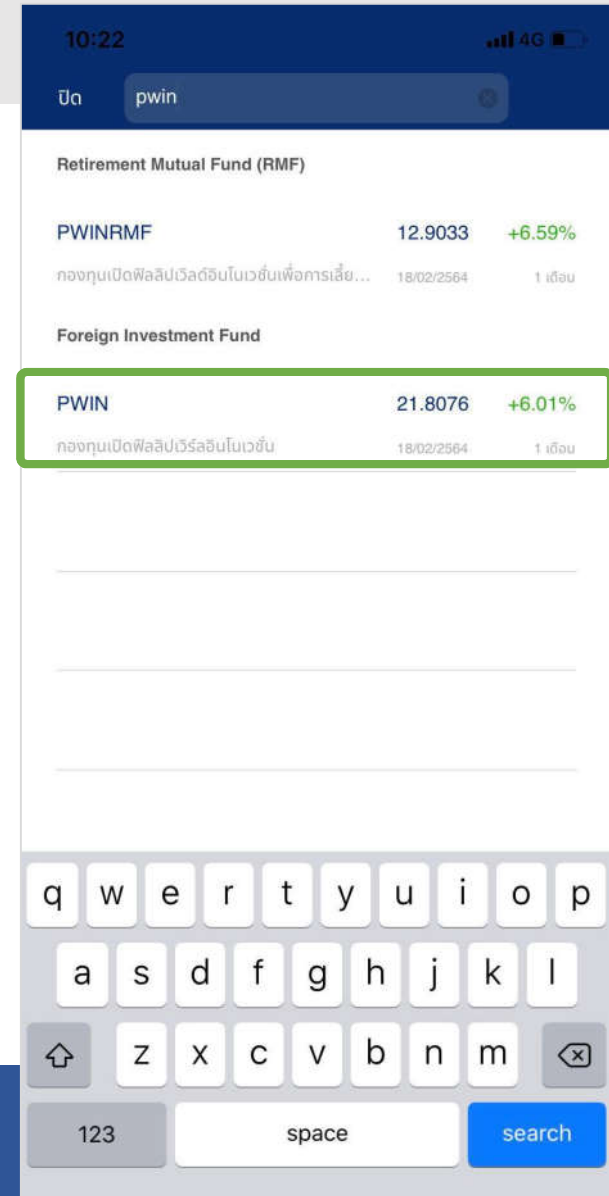 10:22 4G
ปิด pwin
Retirement Mutual Fund (RMF)
PWINRMF 12.9033 +6.59%
กองทุนเปิดฟิลลิปเวิลด์อินโนเวชั่นเพื่อการเลี้ย... 18/02/2564 1 เดือน
Foreign Investment Fund
PWIN 21.8076 +6.01%
กองทุนเปิดฟิลลิปเวิร์ลอินโนเวชั่น 18/02/2564 1 เดือน
q w e r t y u i o p
a s d f g h j k l
z x c v b n m
123 space search